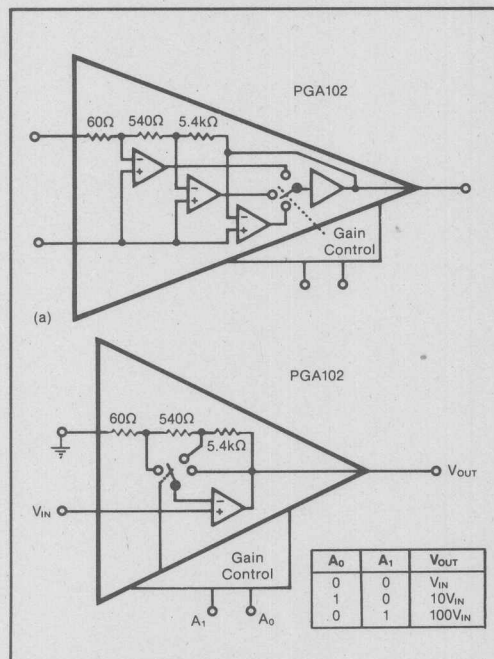 PGA102
60Ω 540Ω 5.4kΩ
−
+
−
+
−
+
Gain
Control
(a)
PGA102
60Ω 540Ω
5.4kΩ
VOUT
VIN
−
+
Gain
Control
A1 A0
A0 A1 VOUT
0 0 VIN
1 0 10VIN
0 1 100VIN